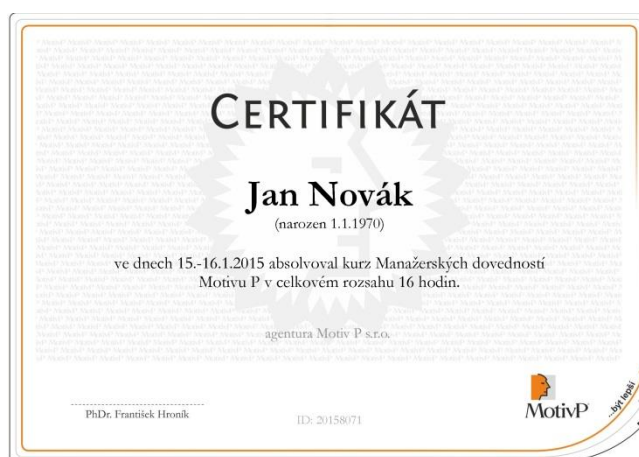 CERTIFIKÁT
Jan Novák
(narozen 1.1.1970)
ve dnech 15.-16.1.2015 absolvoval kurz Manažerských dovedností
Motivu P v celkovém rozsahu 16 hodin.
agentura Motiv P s.r.o.
PhDr. František Hroník
ID: 20158071
MotivP
...být lepší